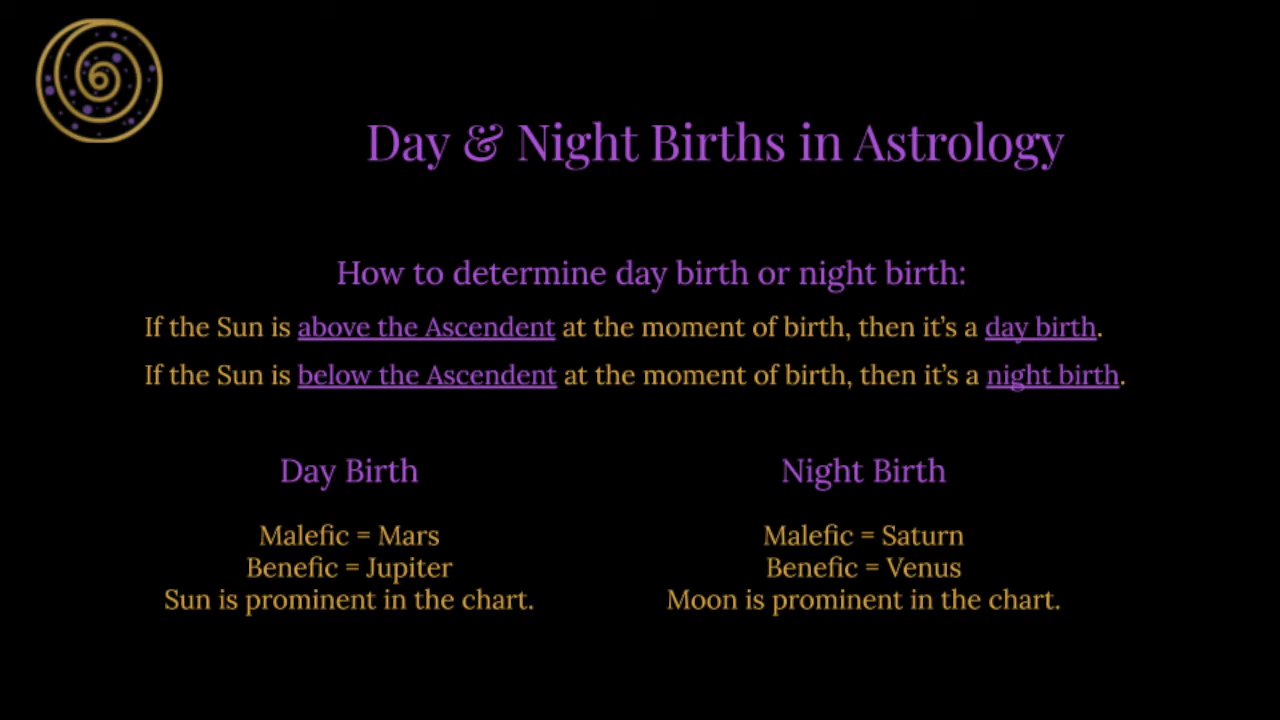 Day & Night Births in Astrology
How to determine day birth or night birth:
If the Sun is above the Ascendent at the moment of birth, then it’s a day birth.
If the Sun is below the Ascendent at the moment of birth, then it’s a night birth.
Day Birth
Malefic = Mars
Benefic = Jupiter
Sun is prominent in the chart.
Night Birth
Malefic = Saturn
Benefic = Venus
Moon is prominent in the chart.